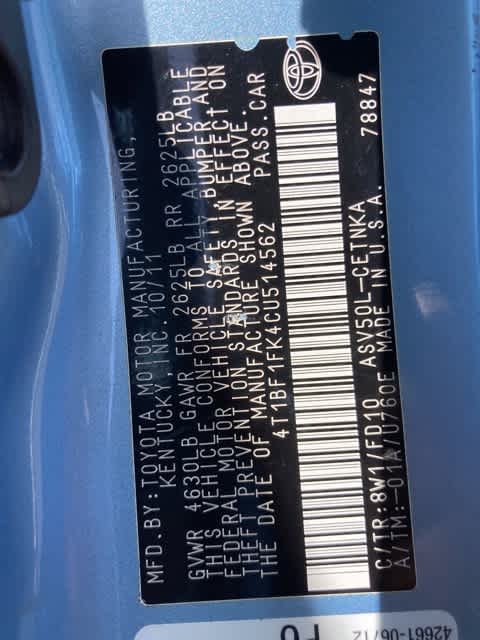 MFD. BY: TOYOTA MOTOR MANUFACTURING,
KENTUCKY, INC. 10/11
GVWR 4630LB GAWR FR 2625LB RR 2625LB
THIS VEHICLE CONFORMS TO ALL APPLICABLE
FEDERAL MOTOR VEHICLE SAFETY, BUMPER AND
THEFT PREVENTION STANDARDS IN EFFECT ON
THE DATE OF MANUFACTURE SHOWN ABOVE.
4T1BF1FK4CU514562 PASS. CAR
C/TR: 8W1/FD10 ASV50L-CETNKA
A/TM: -01A/U760E MADE IN U.S.A. 78847
42661-06712